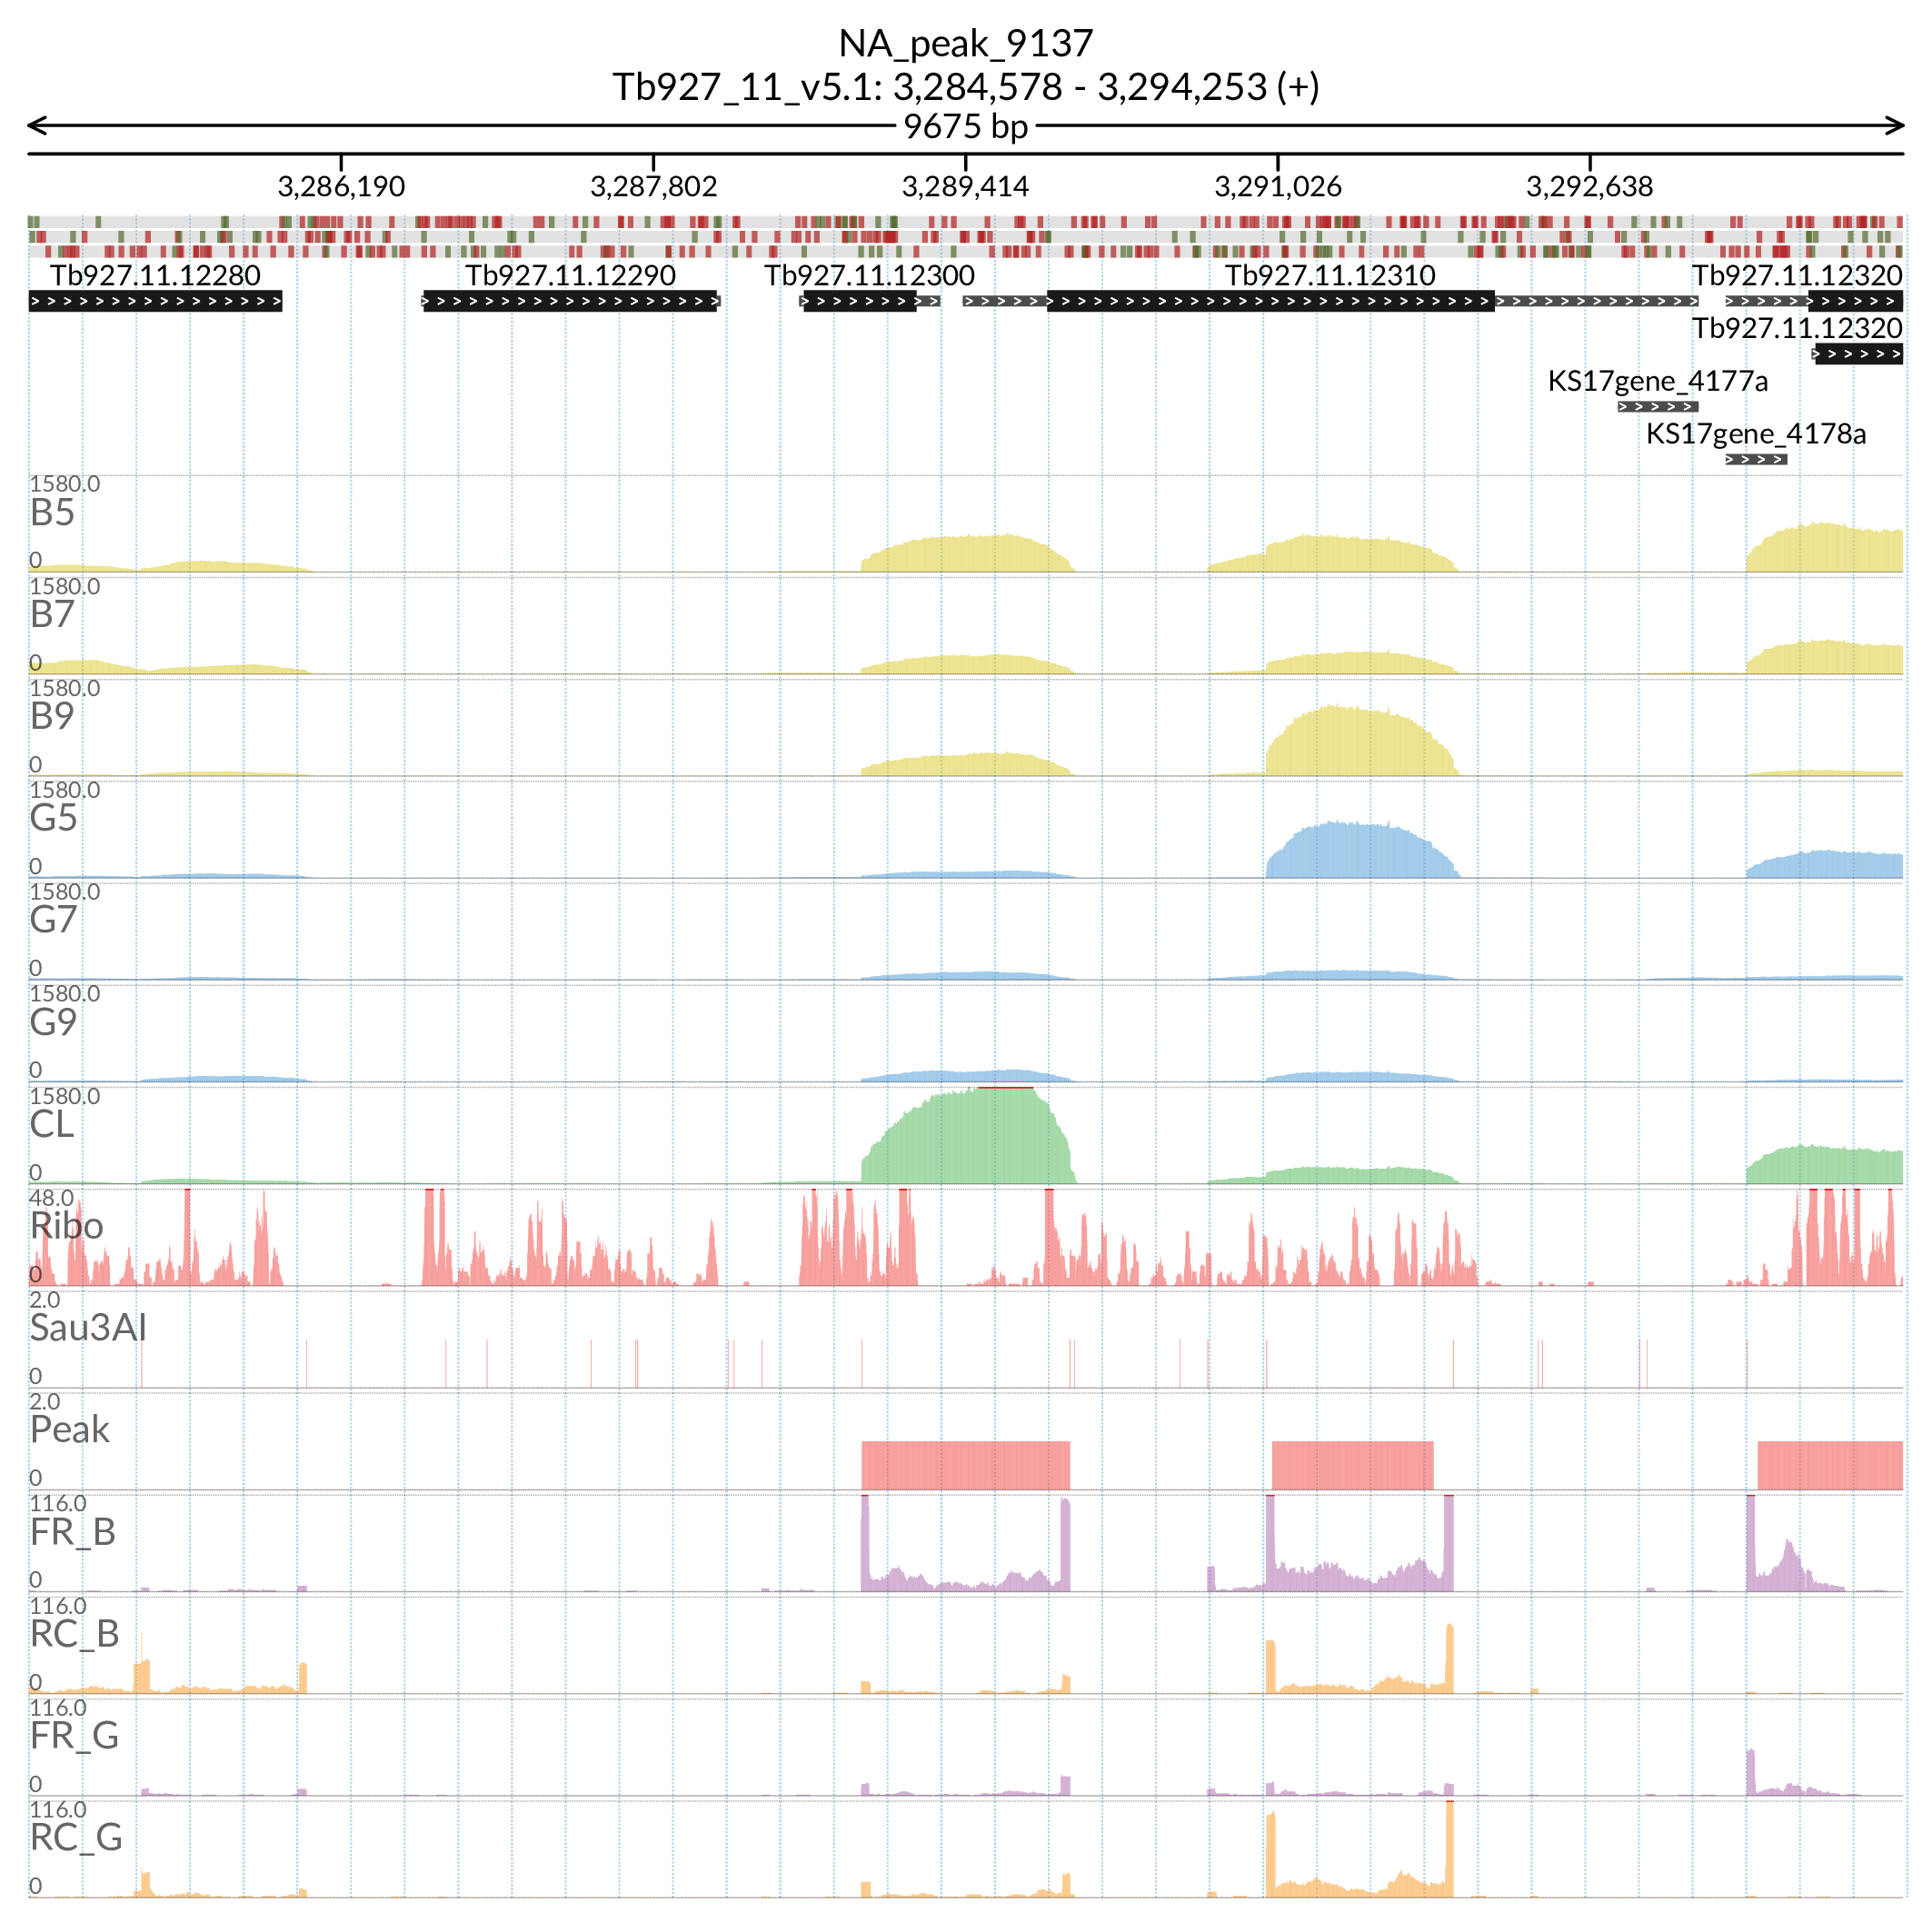 NA_peak_9137
Tb927_11_v5.1: 3,284,578 - 3,294,253 (+)
9675 bp
3,286,190 3,287,802 3,289,414 3,291,026 3,292,638
Tb927.11.12280 Tb927.11.12290 Tb927.11.12300 Tb927.11.12310 Tb927.11.12320
Tb927.11.12320
KS17gene_4177a
KS17gene_4178a
1580.0
B5
0
1580.0
B7
0
1580.0
B9
0
1580.0
G5
0
1580.0
G7
0
1580.0
G9
0
1580.0
CL
0
48.0
Ribo
0
2.0
Sau3AI
0
2.0
Peak
0
116.0
FR_B
0
116.0
RC_B
0
116.0
FR_G
0
116.0
RC_G
0